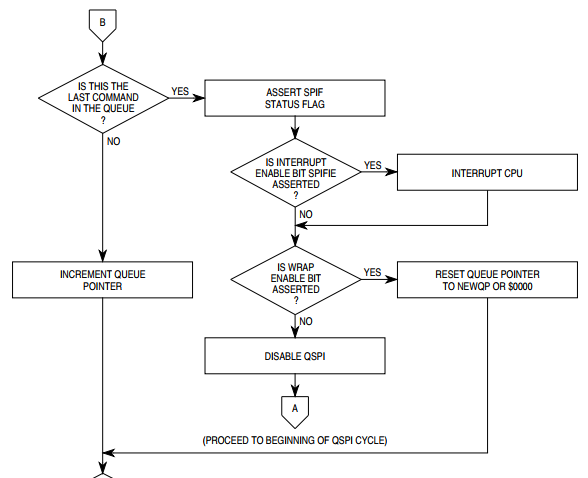 B
IS THIS THE
LAST COMMAND
IN THE QUEUE
?
YES
ASSERT SPIF
STATUS FLAG
NO
IS INTERRUPT
ENABLE BIT SPIFIE
ASSERTED
?
YES
INTERRUPT CPU
NO
INCREMENT QUEUE
POINTER
IS WRAP
ENABLE BIT
ASSERTED
?
YES
RESET QUEUE POINTER
TO NEWQP OR $0000
NO
DISABLE QSPI
A
(PROCEED TO BEGINNING OF QSPI CYCLE)